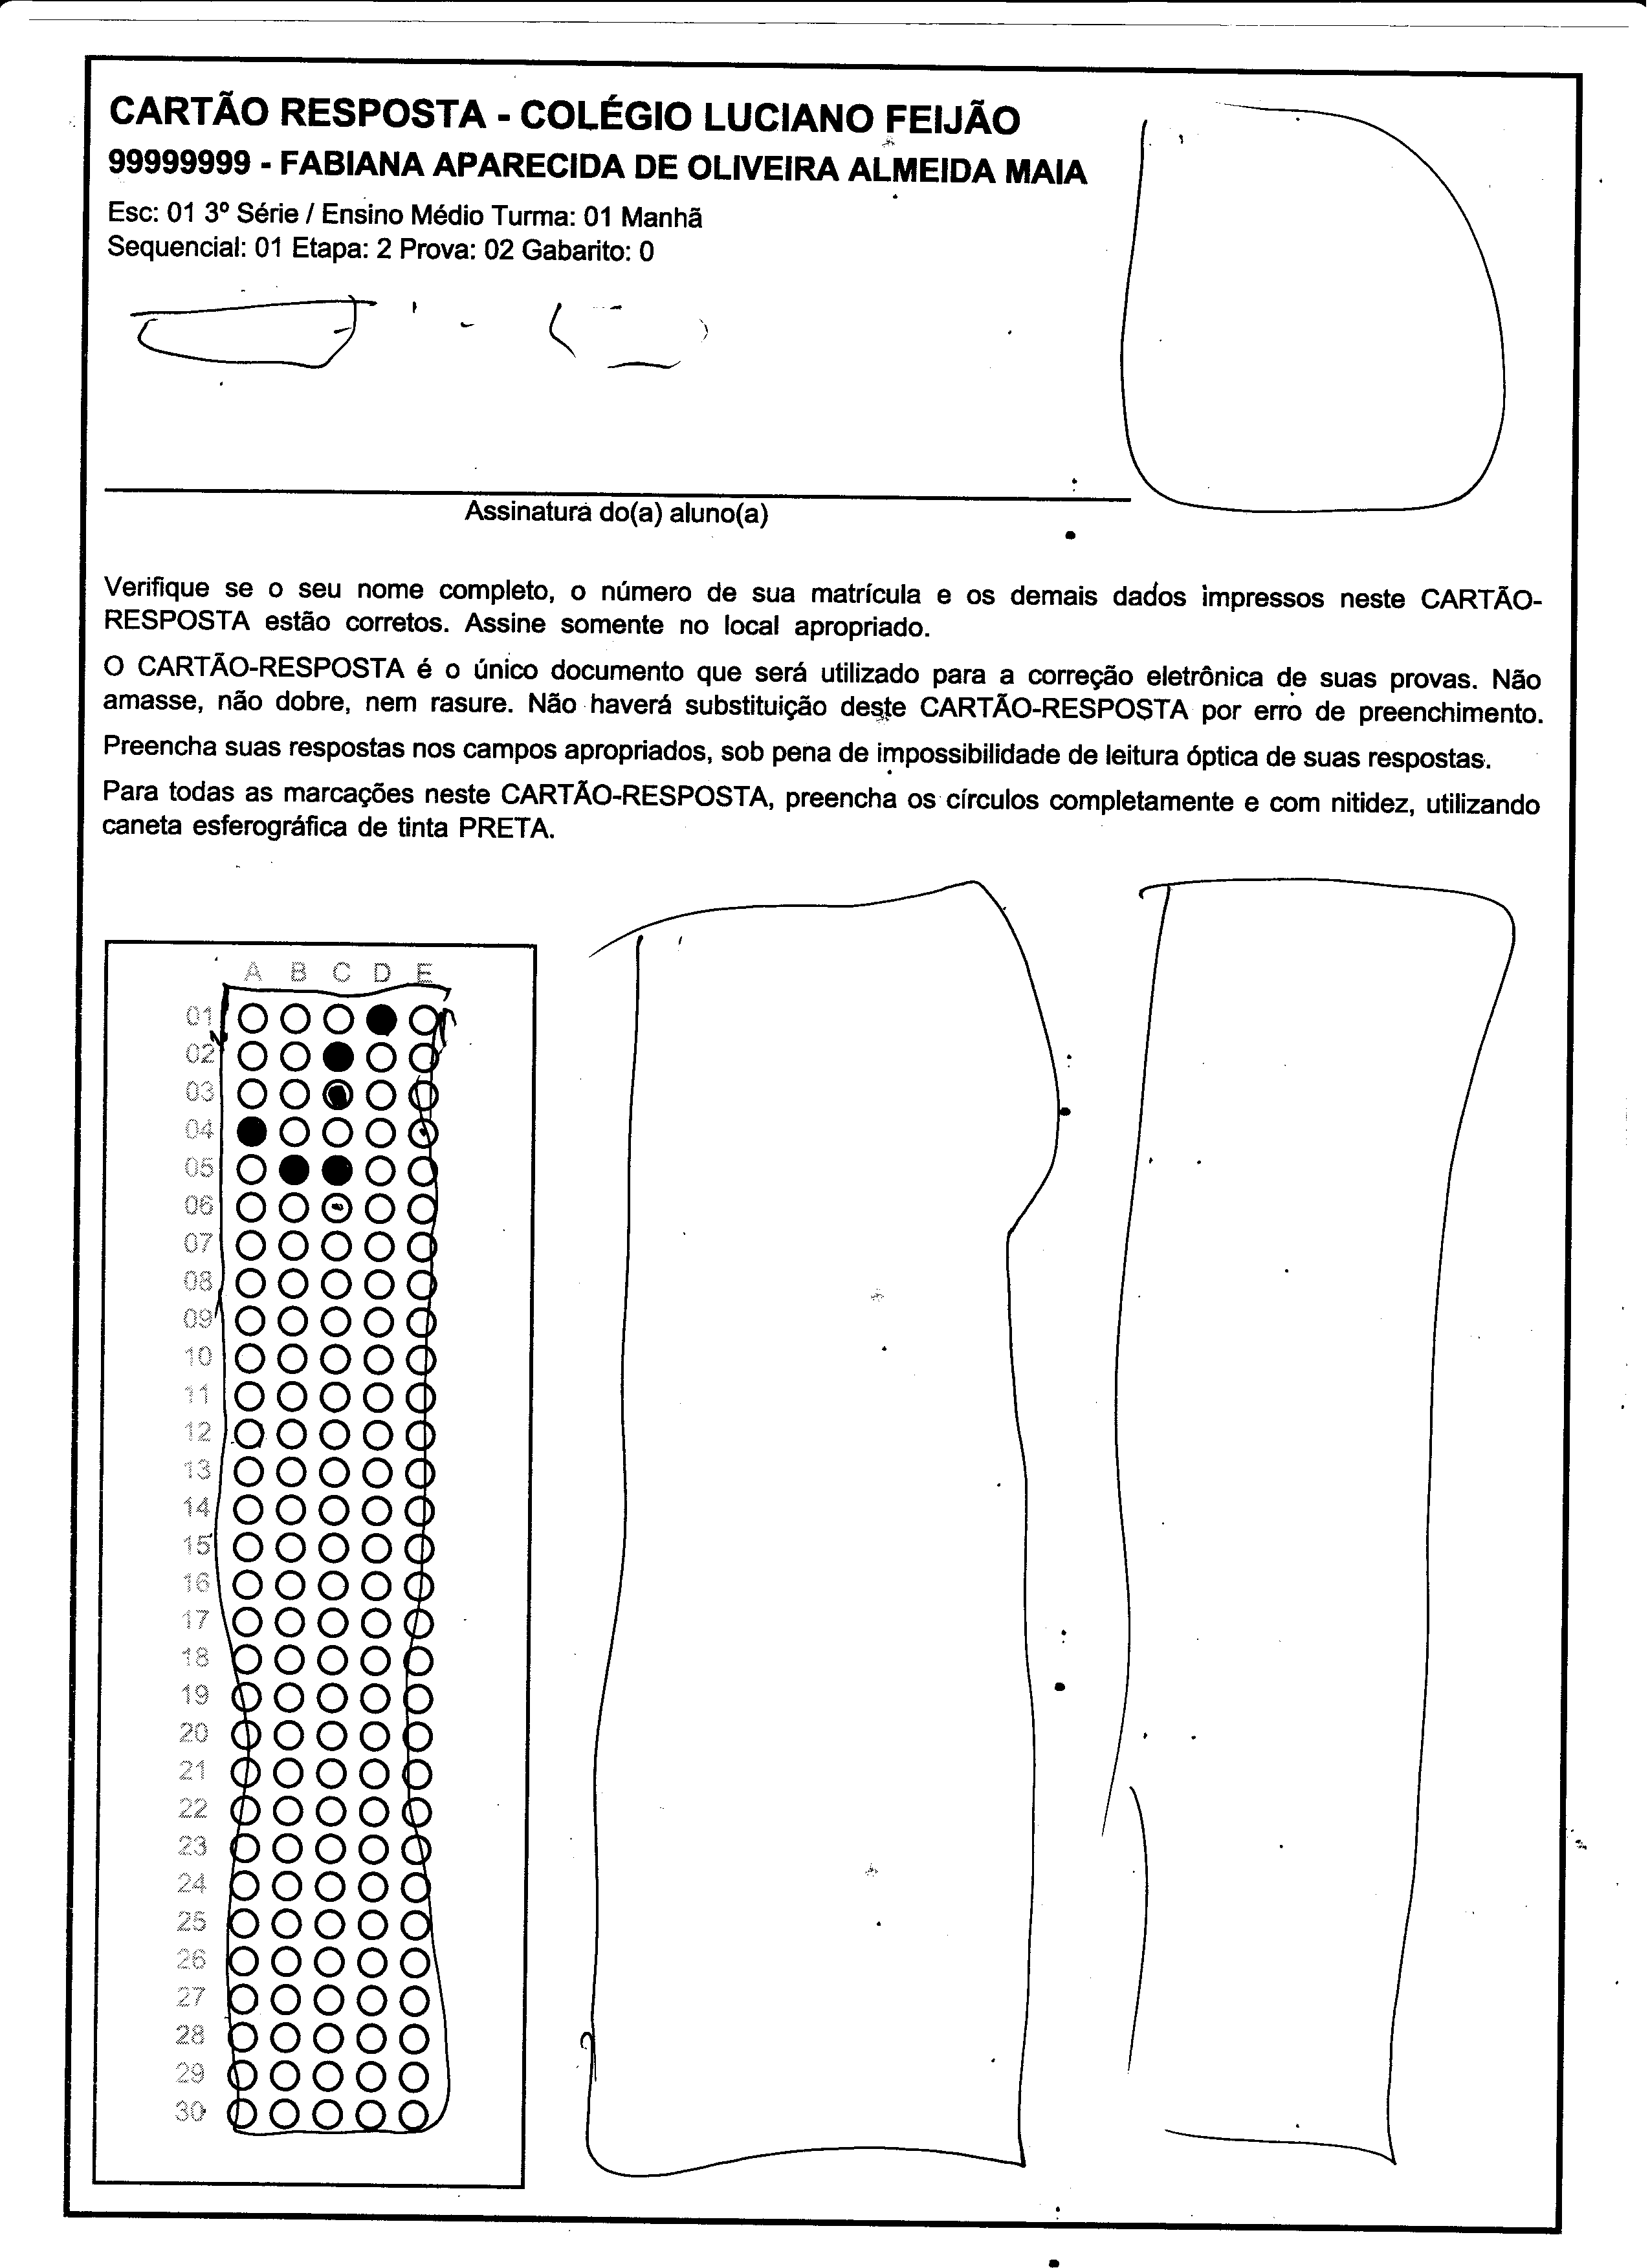 CARTÃO RESPOSTA - COLÉGIO LUCIANO FEIJÃO
99999999 - FABIANA APARECIDA DE OLIVEIRA ALMEIDA MAIA
Esc: 01 3º Série / Ensino Médio Turma: 01 Manhã
Sequencial: 01 Etapa: 2 Prova: 02 Gabarito: 0
Assinatura do(a) aluno(a)
Verifique se o seu nome completo, o número de sua matrícula e os demais dados impressos neste CARTÃO-
RESPOSTA estão corretos. Assine somente no local apropriado.
O CARTÃO-RESPOSTA é o único documento que será utilizado para a correção eletrônica de suas provas. Não
amasse, não dobre, nem rasure. Não haverá substituição deste CARTÃO-RESPOSTA por erro de preenchimento.
Preencha suas respostas nos campos apropriados, sob pena de impossibilidade de leitura óptica de suas respostas.
Para todas as marcações neste CARTÃO-RESPOSTA, preencha os círculos completamente e com nitidez, utilizando
caneta esferográfica de tinta PRETA.
A B C D E
01
02
03
04
05
06
07
08
09
10
11
12
13
14
15
16
17
18
19
20
21
22
23
24
25
26
27
28
29
30